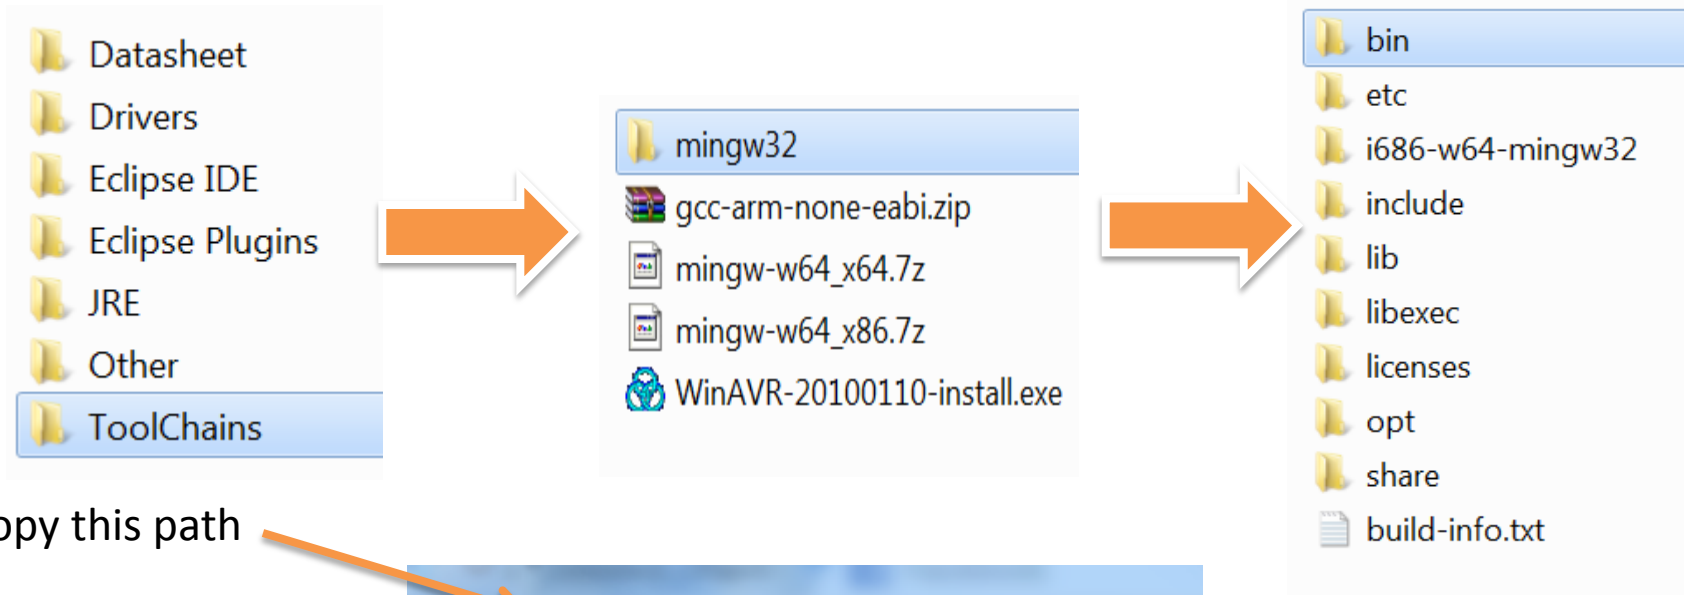 Datasheet
Drivers
Eclipse IDE
Eclipse Plugins
JRE
Other
ToolChains
mingw32
gcc-arm-none-eabi.zip
mingw-w64_x64.7z
mingw-w64_x86.7z
WinAVR-20100110-install.exe
bin
etc
i686-w64-mingw32
include
lib
libexec
licenses
opt
share
build-info.txt
opy this path